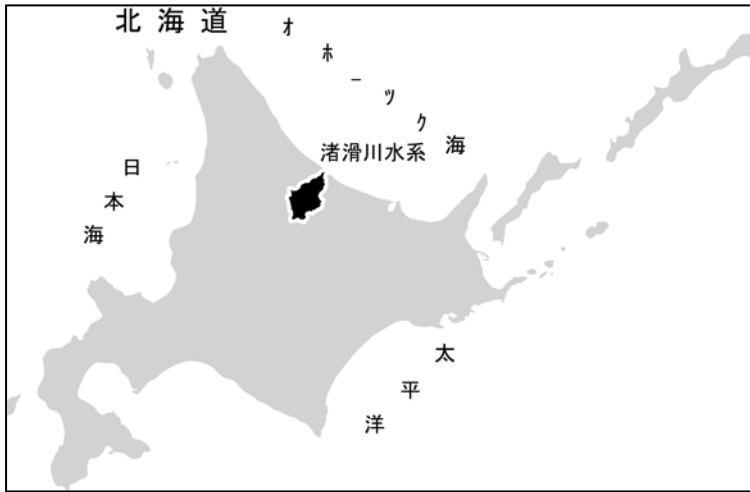 北海道
オホーツク海
渚滑川水系
日本海
太平洋